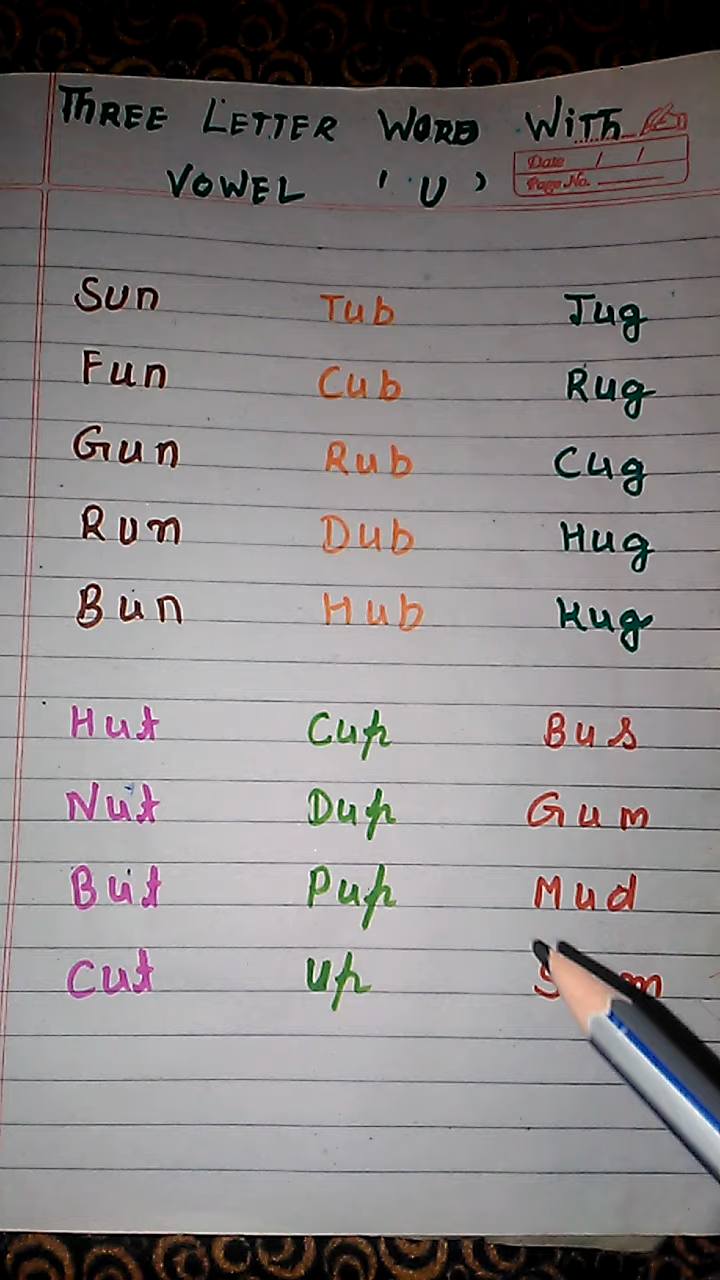 THREE LETTER WORD WITH
Date / /
Page No.
VOWEL 'U'
Sun Tub Jug
Fun Cub Rug
Gun Rub Cug
Run Dub Hug
Bun Hub Kug
Hut Cup Bus
Nut Dup Gum
But Pup Mud
Cut Up